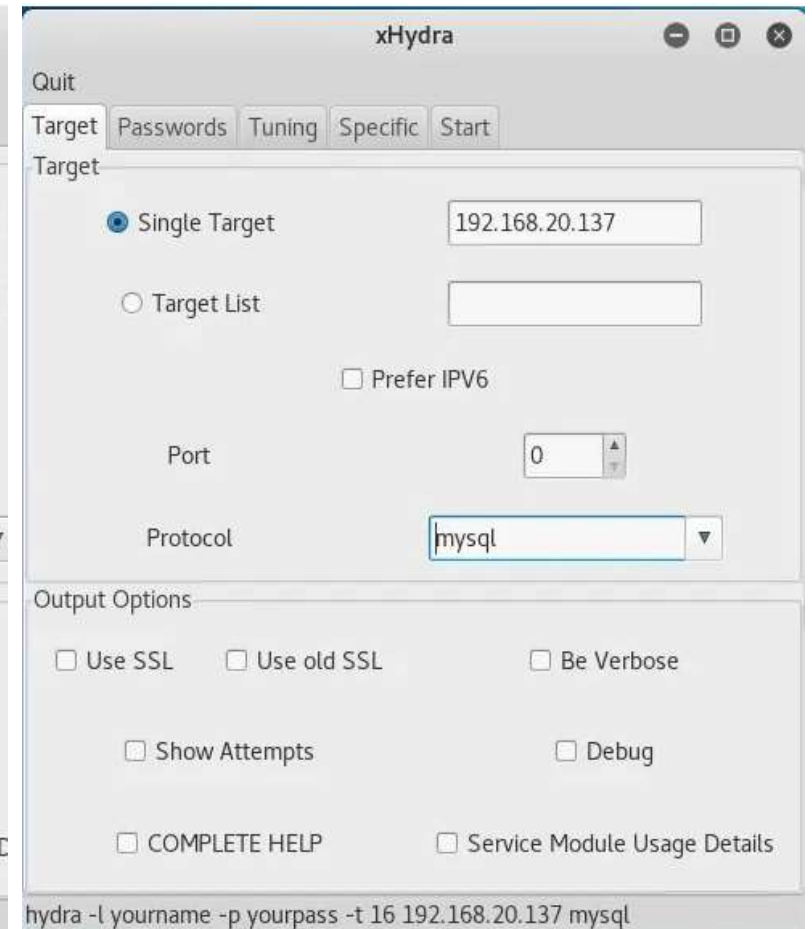 xHydra
Quit
Target Passwords Tuning Specific Start
Target
Single Target 192.168.20.137
Target List
Prefer IPV6
Port 0
Protocol mysql
Output Options
Use SSL Use old SSL Be Verbose
Show Attempts Debug
COMPLETE HELP Service Module Usage Details
hydra -l yourname -p yourpass -t 16 192.168.20.137 mysql